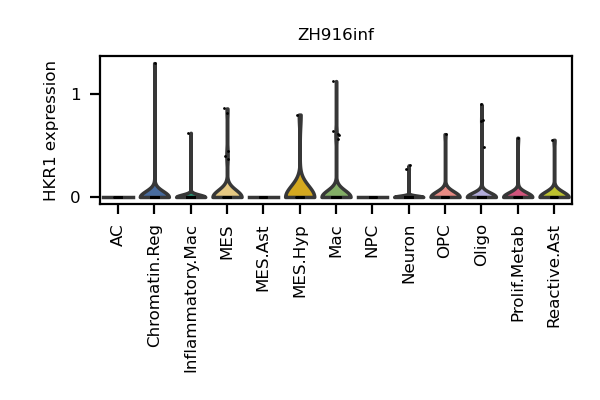 ZH916inf
HKR1 expression
1
0
AC
Chromatin.Reg
Inflammatory.Mac
MES
MES.Ast
MES.Hyp
Mac
NPC
Neuron
OPC
Oligo
Prolif.Metab
Reactive.Ast